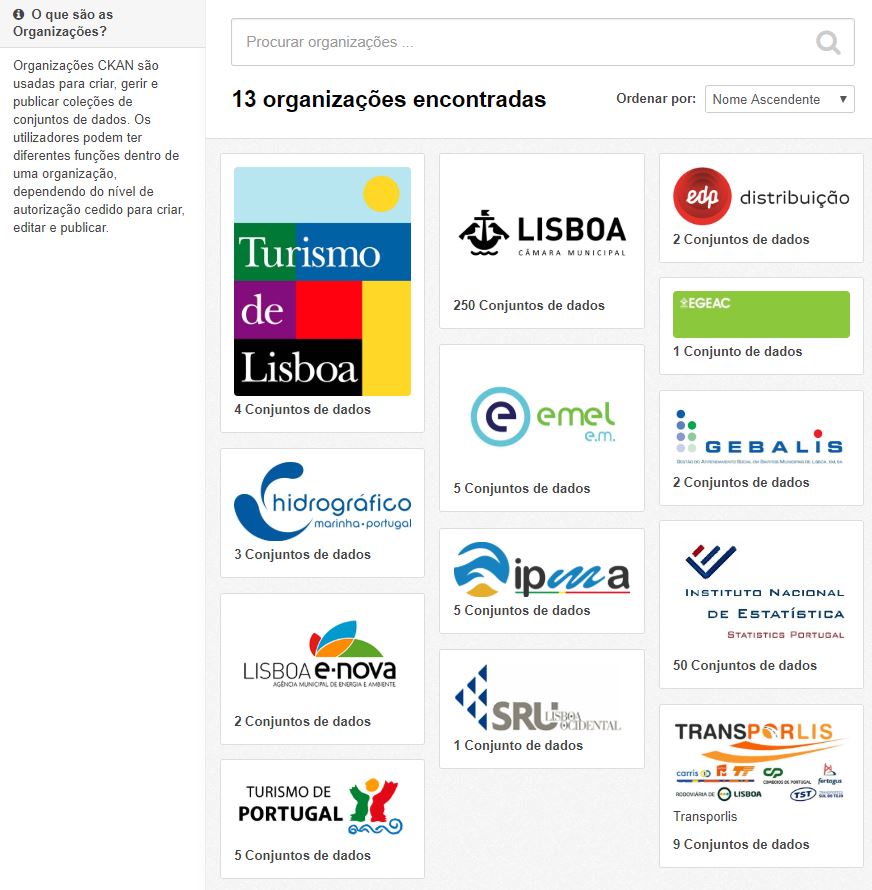 O que são as
Organizações?
Organizações CKAN são
usadas para criar, gerir e
publicar coleções de
conjuntos de dados. Os
utilizadores podem ter
diferentes funções dentro de
uma organização,
dependendo do nível de
autorização cedido para criar,
editar e publicar.
Procurar organizações ...
13 organizações encontradas
Ordenar por:
Nome Ascendente
Turismo
de
Lisboa
4 Conjuntos de dados
hidrográfico
marinha • portugal
3 Conjuntos de dados
LISBOA e·nova
AGÊNCIA MUNICIPAL DE ENERGIA E AMBIENTE
2 Conjuntos de dados
TURISMO DE
PORTUGAL
5 Conjuntos de dados
LISBOA
CÂMARA MUNICIPAL
250 Conjuntos de dados
e emel
e.m.
5 Conjuntos de dados
ipma
5 Conjuntos de dados
SRU LISBOA
OCIDENTAL
1 Conjunto de dados
edp distribuição
2 Conjuntos de dados
EGEAC
1 Conjunto de dados
GEBALIS
2 Conjuntos de dados
INSTITUTO NACIONAL
DE ESTATÍSTICA
STATISTICS PORTUGAL
50 Conjuntos de dados
TRANSPORLIS
carris CP COMBOIOS DE PORTUGAL fertagus
RODOVIÁRIA DE LISBOA TST TRANSPORTES
SUL DO TEJO
Transporlis
9 Conjuntos de dados